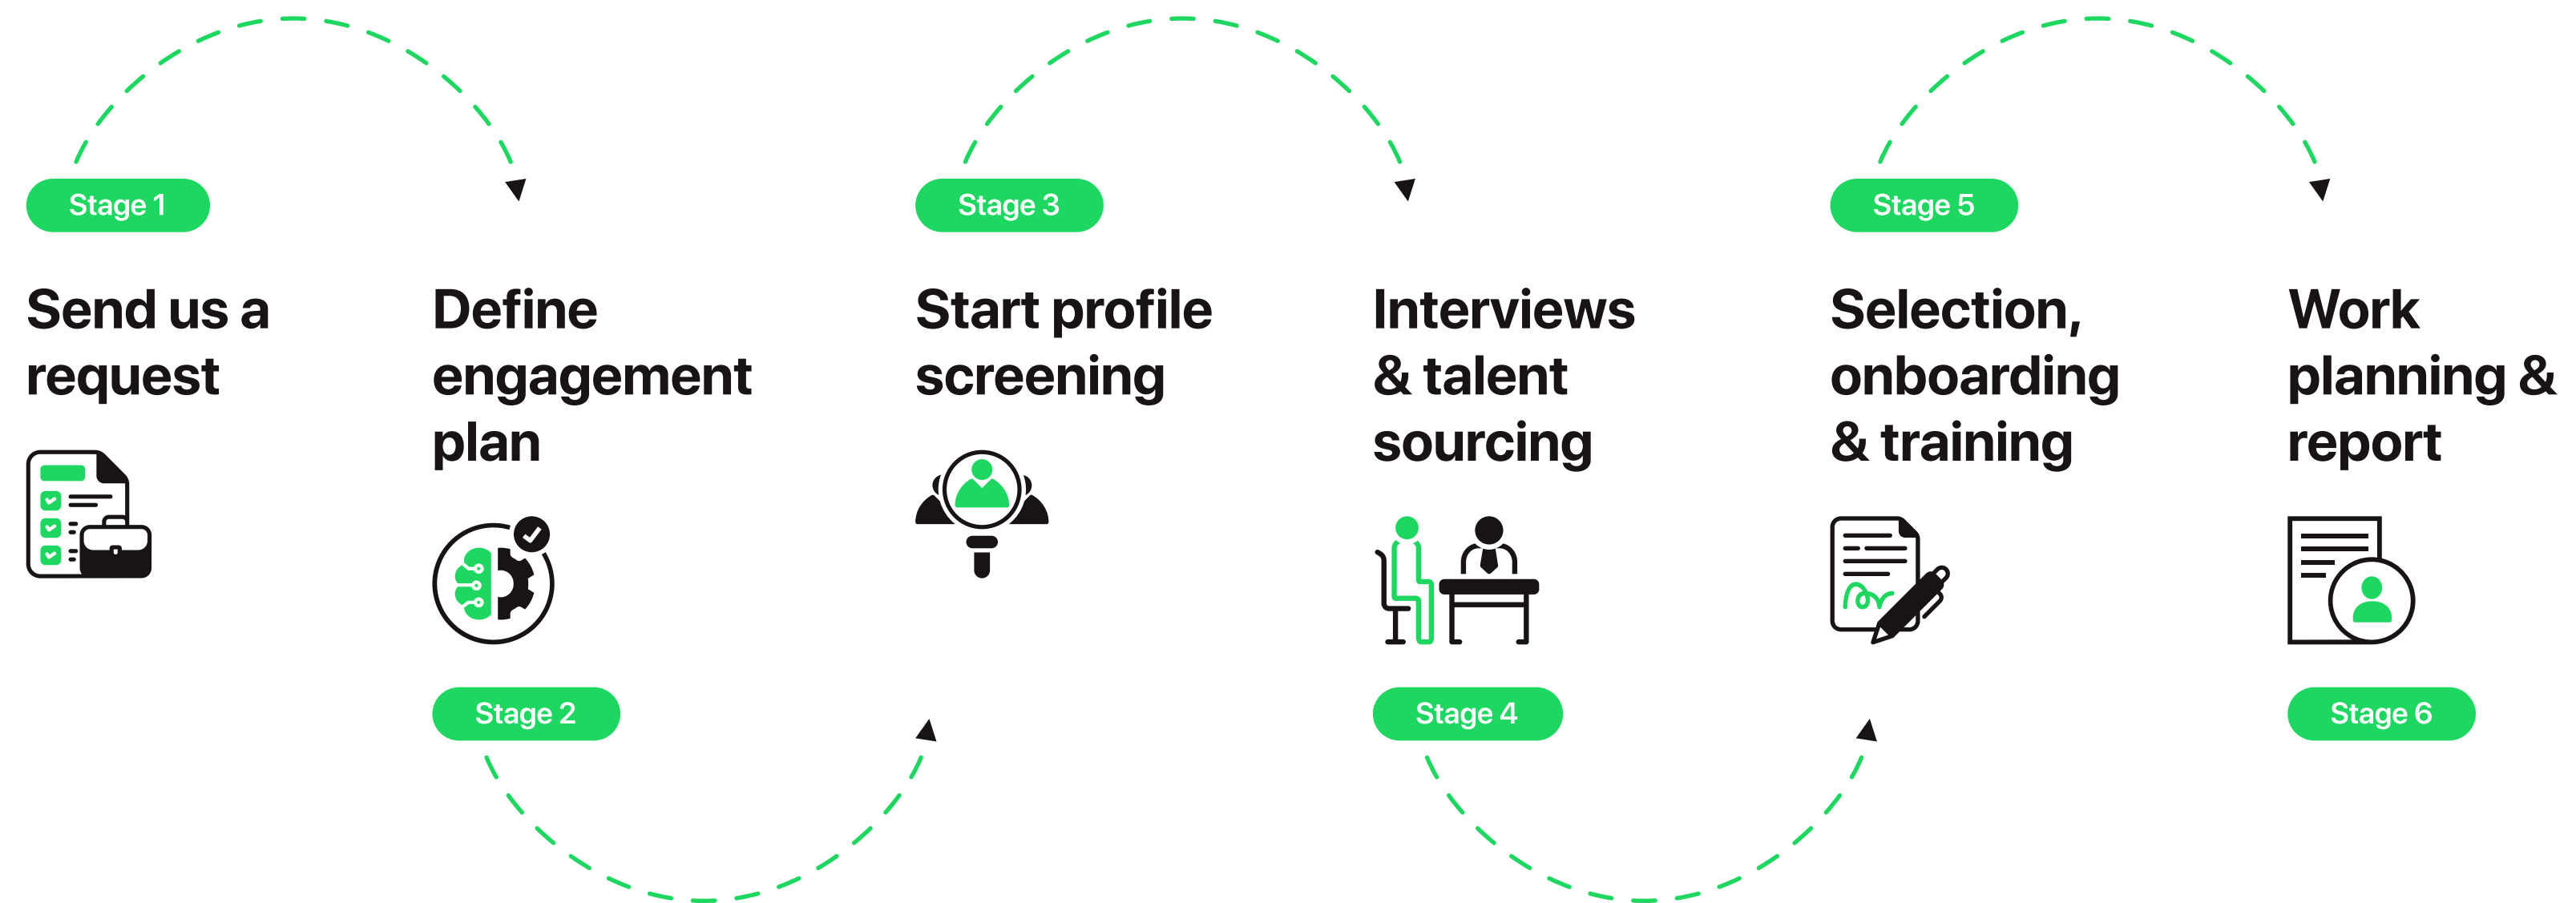 Stage 1
Send us a
request
Define
engagement
plan
Stage 2
Stage 3
Start profile
screening
Interviews
& talent
sourcing
Stage 4
Stage 5
Selection,
onboarding
& training
Work
planning &
report
Stage 6